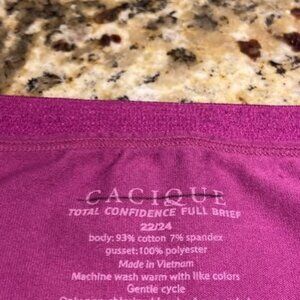 CACIQUE
TOTAL CONFIDENCE FULL BRIEF
22/24
body: 93% cotton 7% spandex
gusset: 100% polyester
Made in Vietnam
Machine wash warm with like colors
Gentle cycle